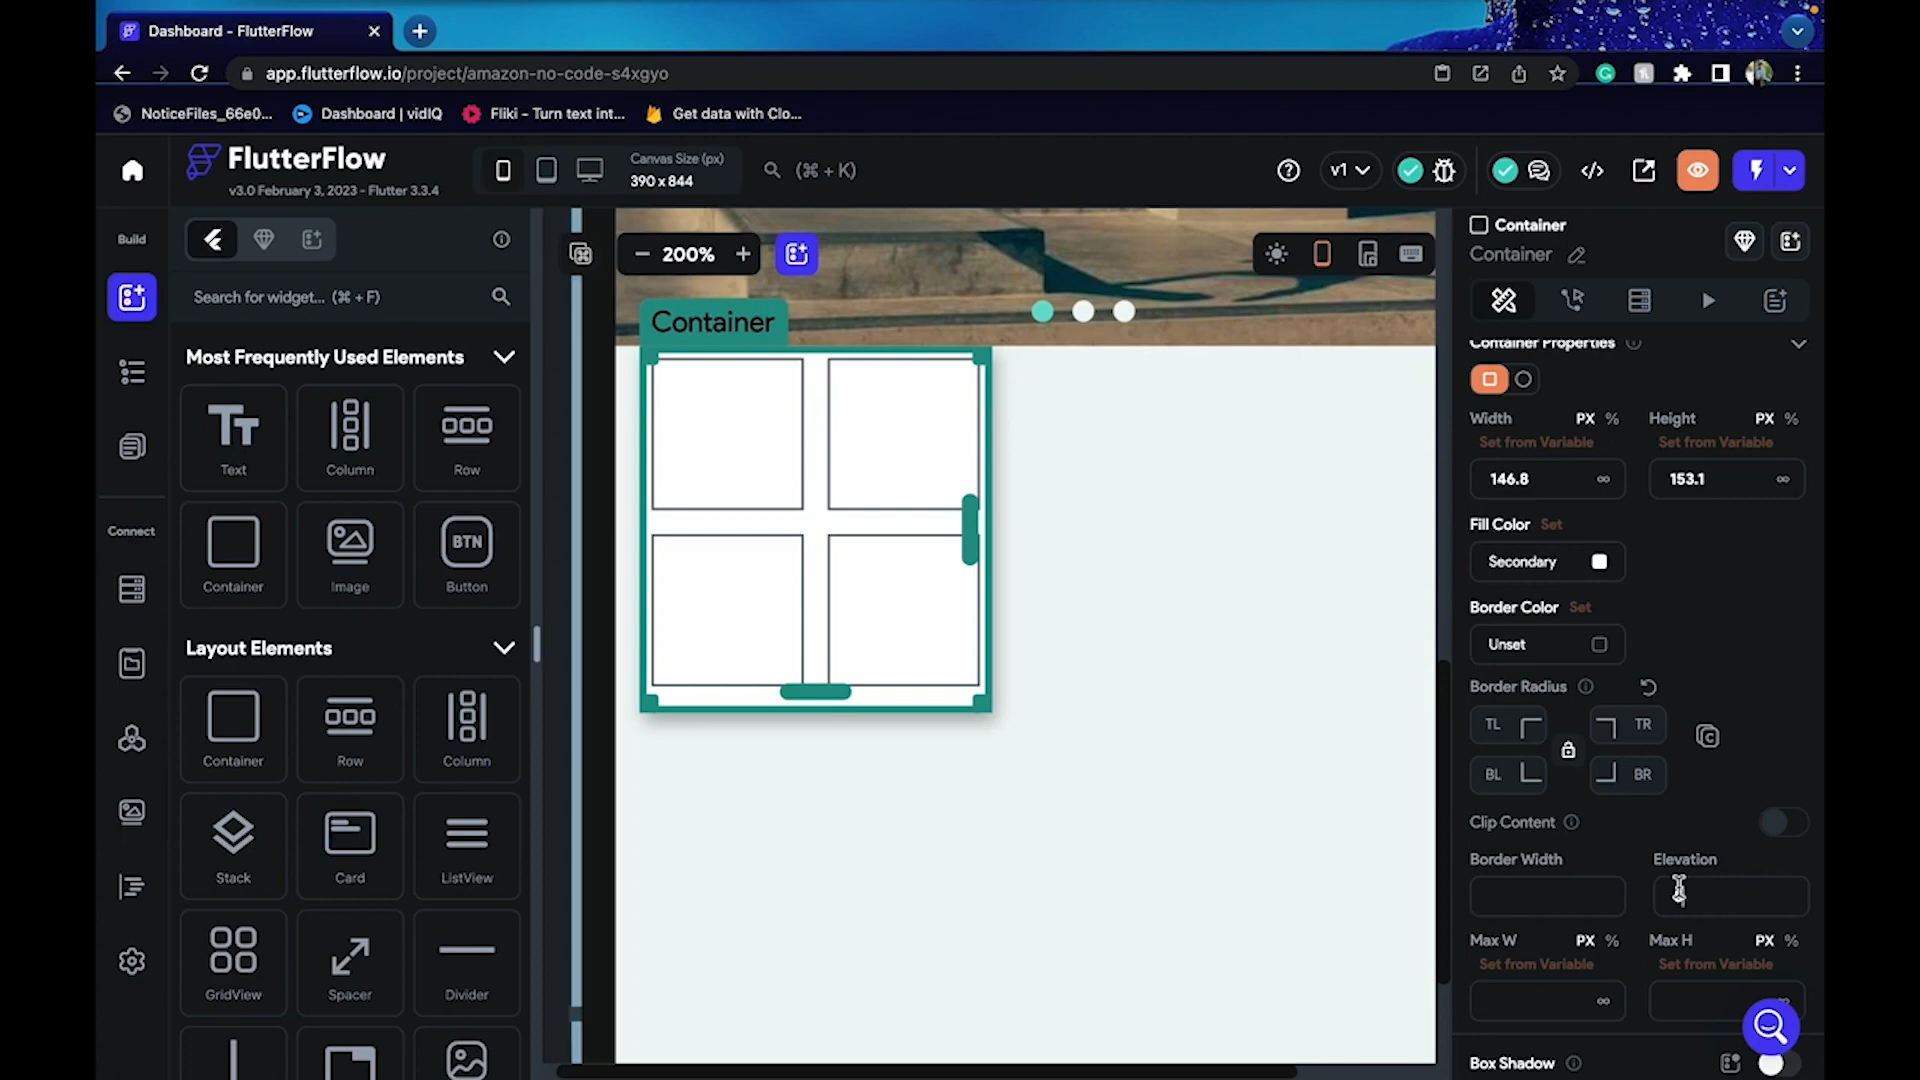 Dashboard - FlutterFlow
app.flutterflow.io/project/amazon-no-code-s4xgyo
NoticeFiles_66e0... Dashboard | vidIQ Fliki - Turn text int... Get data with Clo...
FlutterFlow
v3.0 February 3, 2023 - Flutter 3.3.4
Canvas Size (px)
390 x 844
(⌘ + K)
v1
Build
Search for widget... (⌘ + F)
Most Frequently Used Elements
Text Column Row
Container Image Button
BTN
Connect
Layout Elements
Container Row Column
Stack Card ListView
GridView Spacer Divider
200%
Container
Container
Container
Container Properties
Width PX % Height PX %
Set from Variable Set from Variable
146.8 153.1
Fill Color Set
Secondary
Border Color Set
Unset
Border Radius
TL TR
BL BR
Clip Content
Border Width Elevation
Max W PX % Max H PX %
Set from Variable Set from Variable
Box Shadow